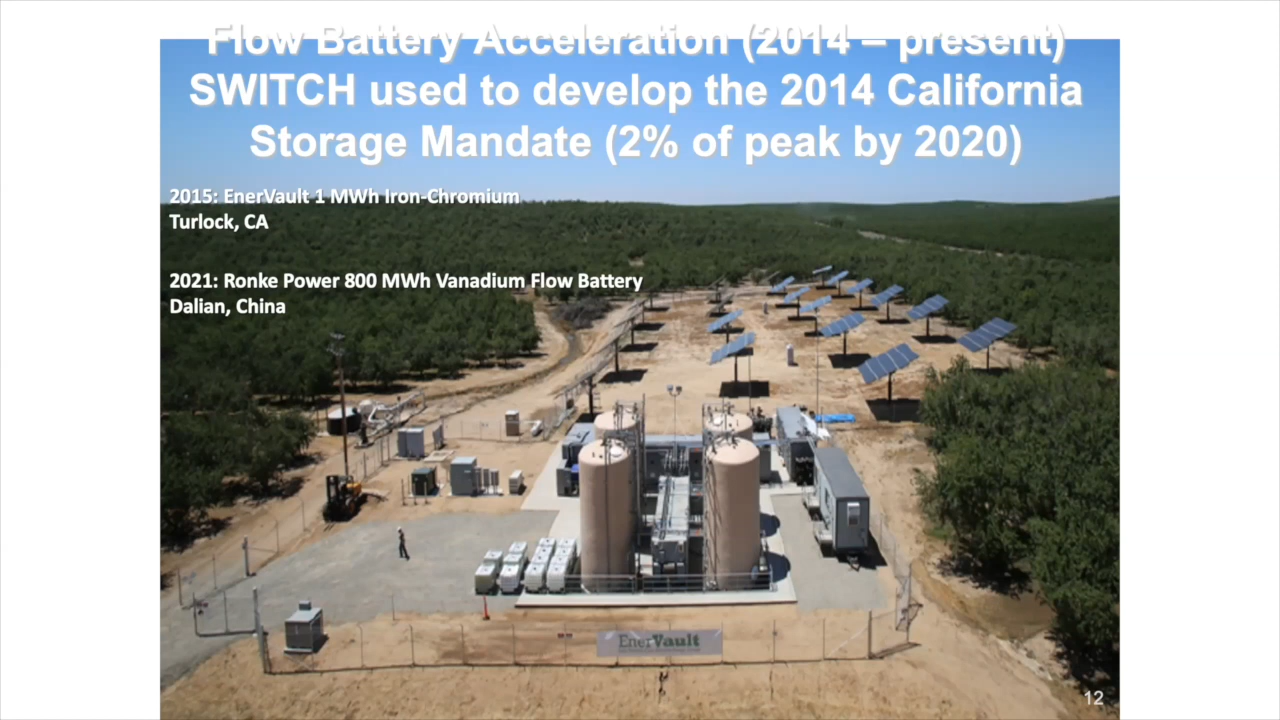 Flow Battery Acceleration (2014 – present)
SWITCH used to develop the 2014 California
Storage Mandate (2% of peak by 2020)
2015: EnerVault 1 MWh Iron-Chromium
Turlock, CA
2021: Ronke Power 800 MWh Vanadium Flow Battery
Dalian, China
EnerVault
12